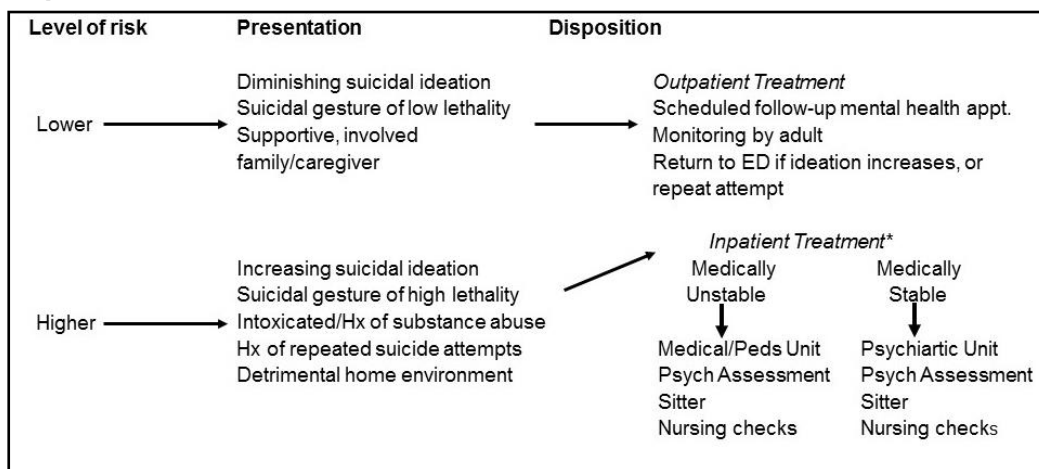 Level of risk Presentation Disposition
Lower
Diminishing suicidal ideation
Suicidal gesture of low lethality
Supportive, involved
family/caregiver
Outpatient Treatment
Scheduled follow-up mental health appt.
Monitoring by adult
Return to ED if ideation increases, or
repeat attempt
Higher
Increasing suicidal ideation
Suicidal gesture of high lethality
Intoxicated/Hx of substance abuse
Hx of repeated suicide attempts
Detrimental home environment
Inpatient Treatment*
Medically
Unstable
Medical/Peds Unit
Psych Assessment
Sitter
Nursing checks
Medically
Stable
Psychiartic Unit
Psych Assessment
Sitter
Nursing checks